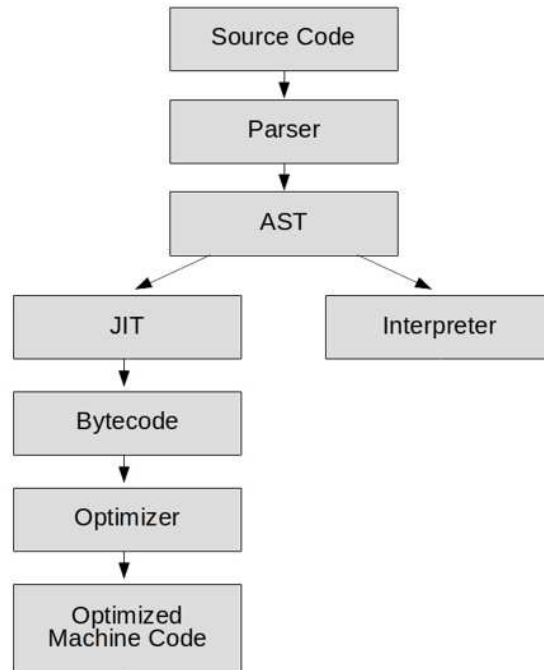 Source Code
Parser
AST
JIT
Interpreter
Bytecode
Optimizer
Optimized
Machine Code